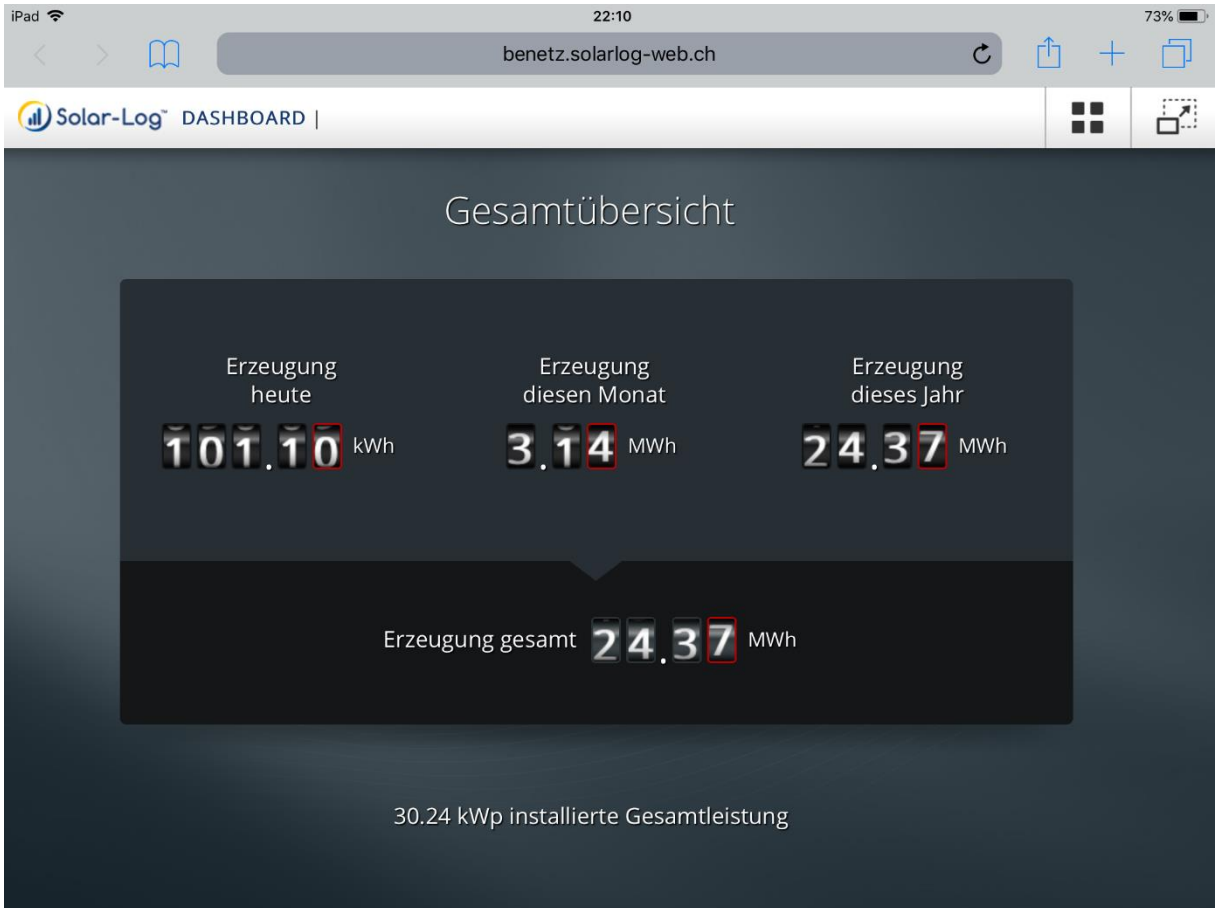 iPad 22:10 73%
benetz.solarlog-web.ch
Solar-Log™ DASHBOARD |
Gesamtübersicht
Erzeugung
heute
101.10 kWh
Erzeugung
diesen Monat
3.14 MWh
Erzeugung
dieses Jahr
24.37 MWh
Erzeugung gesamt 24.37 MWh
30.24 kWp installierte Gesamtleistung